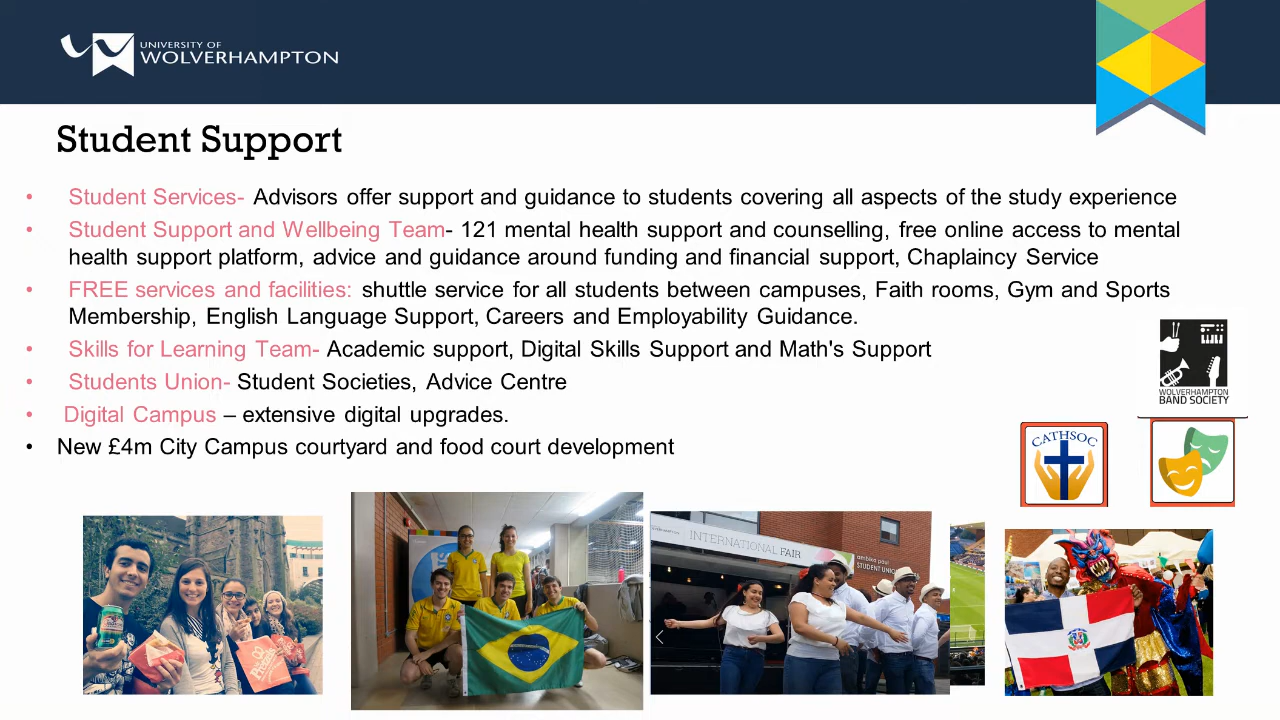 UNIVERSITY OF
WOLVERHAMPTON
Student Support
• Student Services- Advisors offer support and guidance to students covering all aspects of the study experience
• Student Support and Wellbeing Team- 121 mental health support and counselling, free online access to mental
health support platform, advice and guidance around funding and financial support, Chaplaincy Service
• FREE services and facilities: shuttle service for all students between campuses, Faith rooms, Gym and Sports
Membership, English Language Support, Careers and Employability Guidance.
• Skills for Learning Team- Academic support, Digital Skills Support and Math's Support
• Students Union- Student Societies, Advice Centre
• Digital Campus – extensive digital upgrades.
• New £4m City Campus courtyard and food court development
WOLVERHAMPTON
BAND SOCIETY
CATHSOC
INTERNATIONAL FAIR
ambika paul
STUDENT UNION